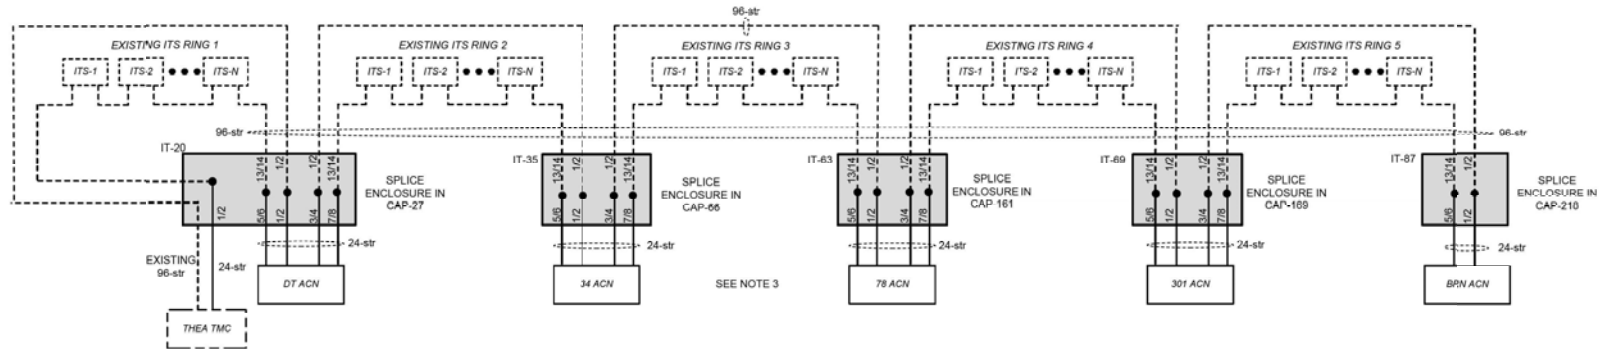 96-str
EXISTING ITS RING 1
EXISTING ITS RING 2
EXISTING ITS RING 3
EXISTING ITS RING 4
EXISTING ITS RING 5
ITS-1 ITS-2 ITS-N
ITS-1 ITS-2 ITS-N
ITS-1 ITS-2 ITS-N
ITS-1 ITS-2 ITS-N
ITS-1 ITS-2 ITS-N
96-str
96-str
IT-20
13/14 1/2 1/2 13/14
1/2 5/6 1/2 3/4 7/8
SPLICE
ENCLOSURE IN
CAP-27
IT-35
13/14 1/2 1/2 13/14
5/6 1/2 3/4 7/8
SPLICE
ENCLOSURE IN
CAP-66
IT-63
13/14 1/2 1/2 13/14
5/6 1/2 3/4 7/8
SPLICE
ENCLOSURE IN
CAP-161
IT-69
13/14 1/2 1/2 13/14
5/6 1/2 3/4 7/8
SPLICE
ENCLOSURE IN
CAP-169
IT-87
13/14 1/2
5/6 1/2
SPLICE
ENCLOSURE IN
CAP-210
EXISTING
96-str
24-str
24-str
24-str
24-str
24-str
24-str
DT ACN
34 ACN
SEE NOTE 3
78 ACN
301 ACN
BRN ACN
THEA TMC